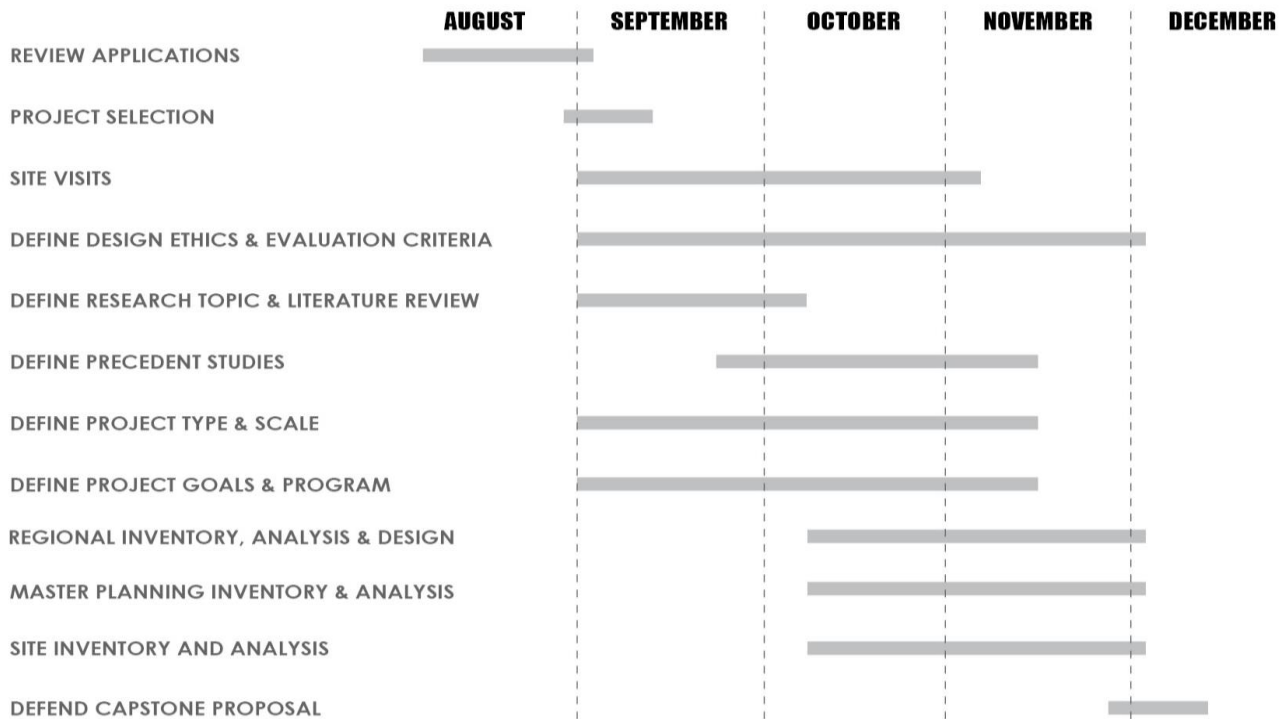 AUGUST SEPTEMBER OCTOBER NOVEMBER DECEMBER
REVIEW APPLICATIONS
PROJECT SELECTION
SITE VISITS
DEFINE DESIGN ETHICS & EVALUATION CRITERIA
DEFINE RESEARCH TOPIC & LITERATURE REVIEW
DEFINE PRECEDENT STUDIES
DEFINE PROJECT TYPE & SCALE
DEFINE PROJECT GOALS & PROGRAM
REGIONAL INVENTORY, ANALYSIS & DESIGN
MASTER PLANNING INVENTORY & ANALYSIS
SITE INVENTORY AND ANALYSIS
DEFEND CAPSTONE PROPOSAL